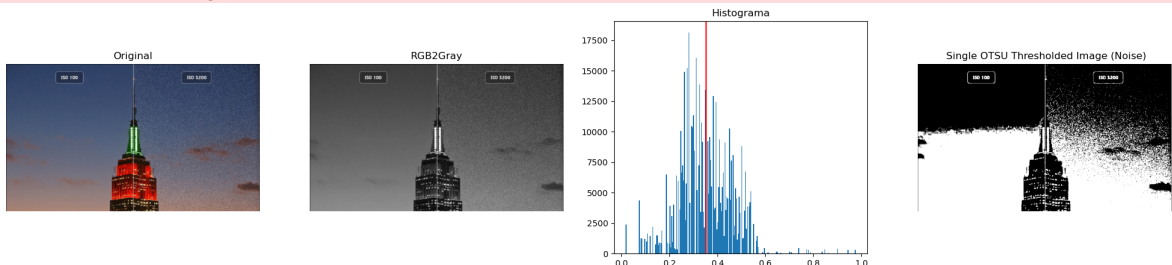 Histograma
Original
RGB2Gray
Single OTSU Thresholded Image (Noise)
ISO 100
ISO 3200
ISO 100
ISO 3200
ISO 100
ISO 3200
17500
15000
12500
10000
7500
5000
2500
0
0.0 0.2 0.4 0.6 0.8 1.0